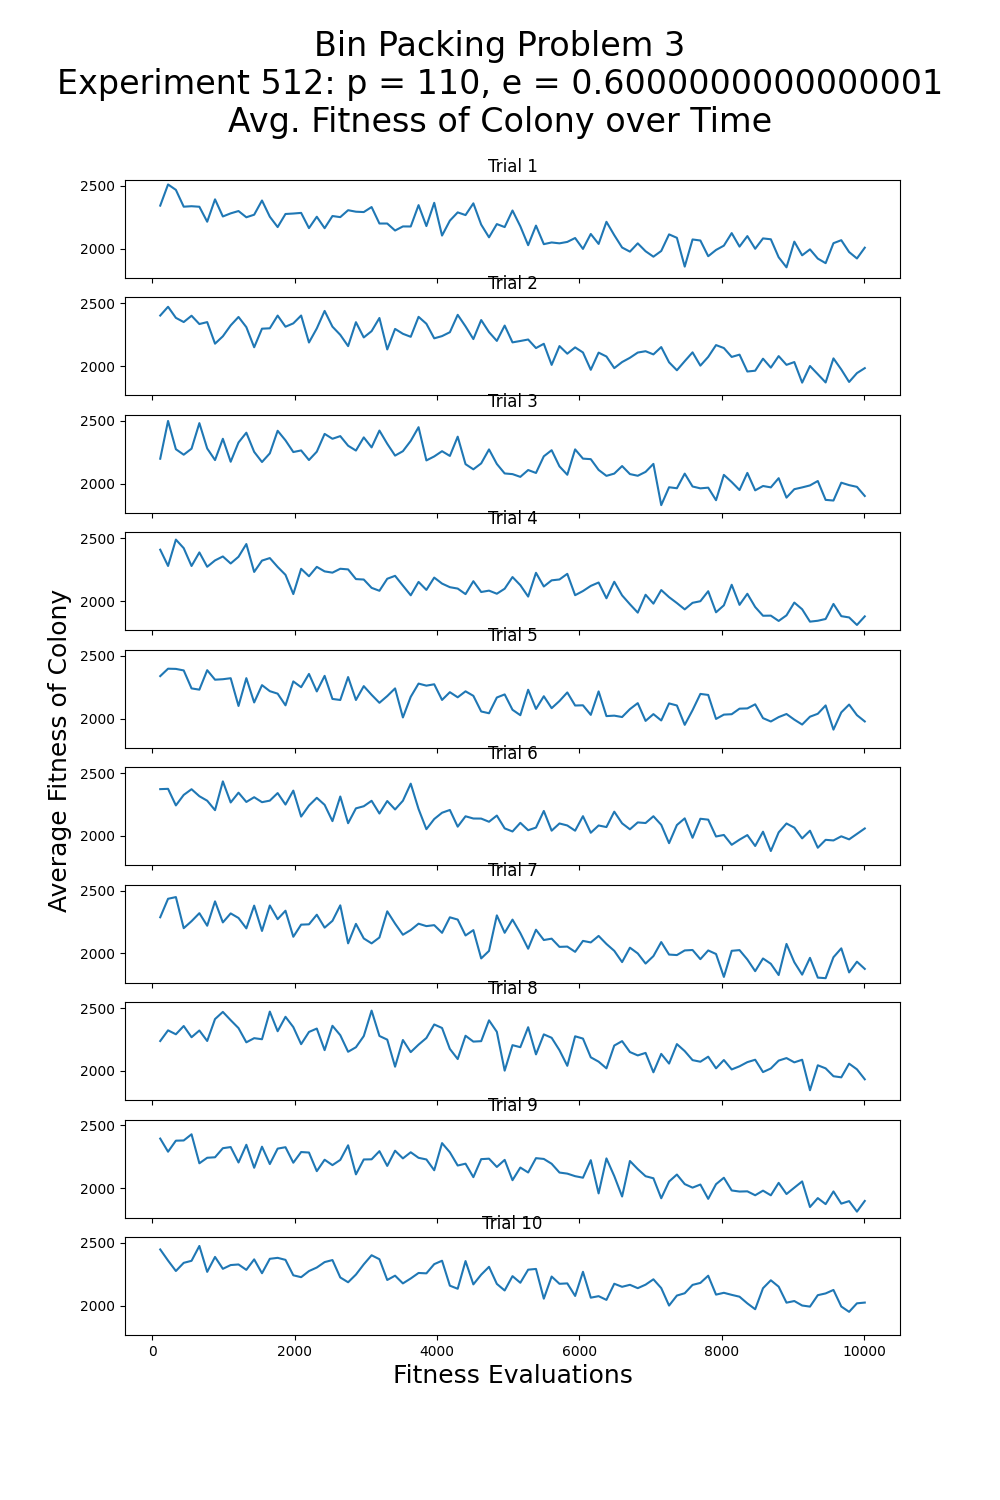 Bin Packing Problem 3
Experiment 512: p = 110, e = 0.6000000000000001
Avg. Fitness of Colony over Time
Trial 1
2500
2000
Trial 2
2500
2000
Trial 3
2500
2000
Trial 4
2500
2000
Trial 5
2500
2000
Trial 6
2500
2000
Trial 7
2500
2000
Trial 8
2500
2000
Trial 9
2500
2000
Trial 10
2500
2000
0 2000 4000 6000 8000 10000
Fitness Evaluations
Average Fitness of Colony